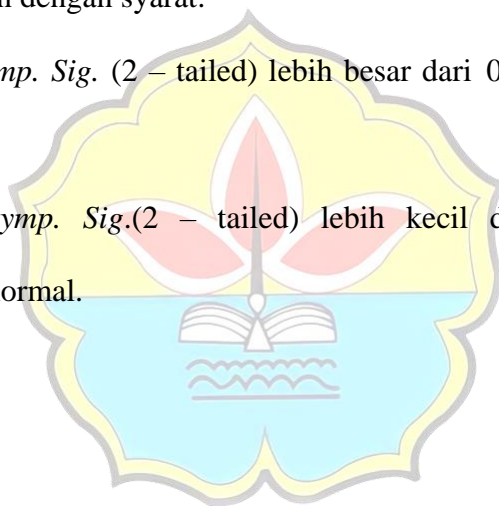 dengan syarat:
mp. Sig. (2 – tailed) lebih besar dari 0
ymp. Sig.(2 – tailed) lebih kecil d
ormal.